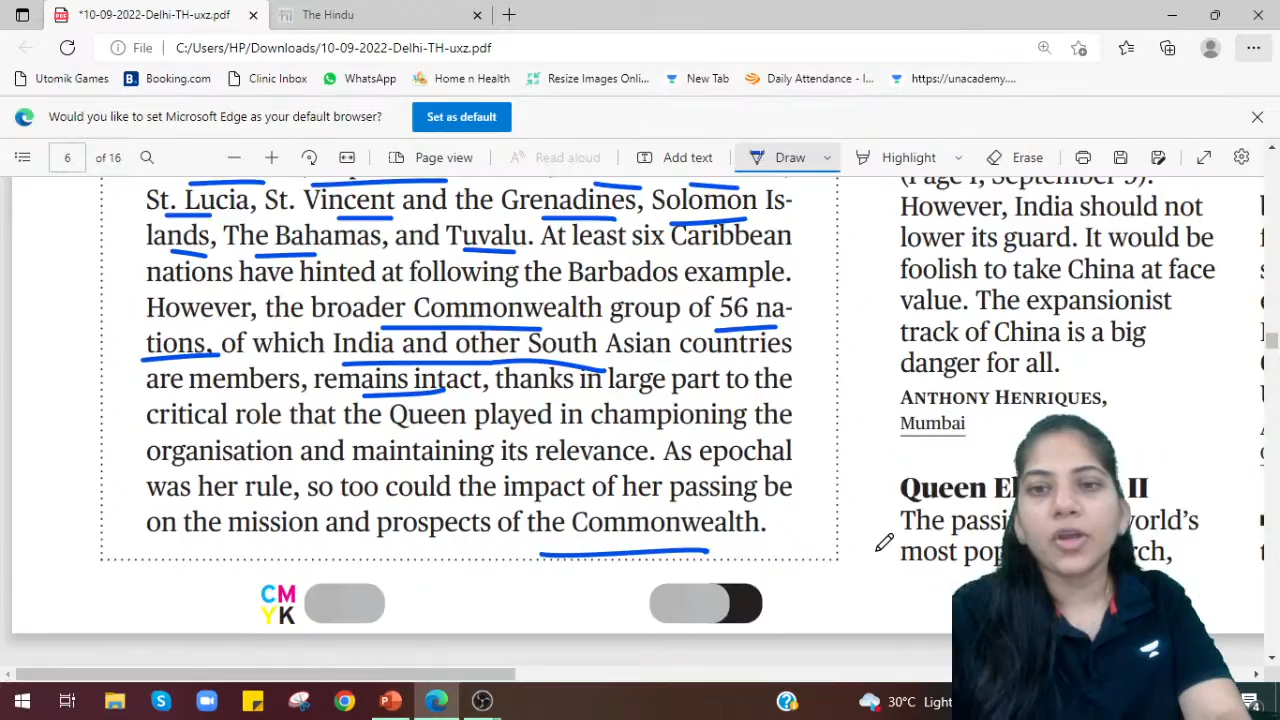 *10-09-2022-Delhi-TH-uxz.pdf
The Hindu
File C:/Users/HP/Downloads/10-09-2022-Delhi-TH-uxz.pdf
Utomik Games Booking.com Clinic Inbox WhatsApp Home n Health Resize Images Onli... New Tab Daily Attendance - I... https://unacademy....
Would you like to set Microsoft Edge as your default browser? Set as default
6 of 16 Page view Read aloud Add text Draw Highlight Erase
St. Lucia, St. Vincent and the Grenadines, Solomon Is-
lands, The Bahamas, and Tuvalu. At least six Caribbean
nations have hinted at following the Barbados example.
However, the broader Commonwealth group of 56 na-
tions, of which India and other South Asian countries
are members, remains intact, thanks in large part to the
critical role that the Queen played in championing the
organisation and maintaining its relevance. As epochal
was her rule, so too could the impact of her passing be
on the mission and prospects of the Commonwealth.
CM
YK
(Page 1, September 9).
However, India should not
lower its guard. It would be
foolish to take China at face
value. The expansionist
track of China is a big
danger for all.
ANTHONY HENRIQUES,
Mumbai
Queen II
The world's
most
30°C